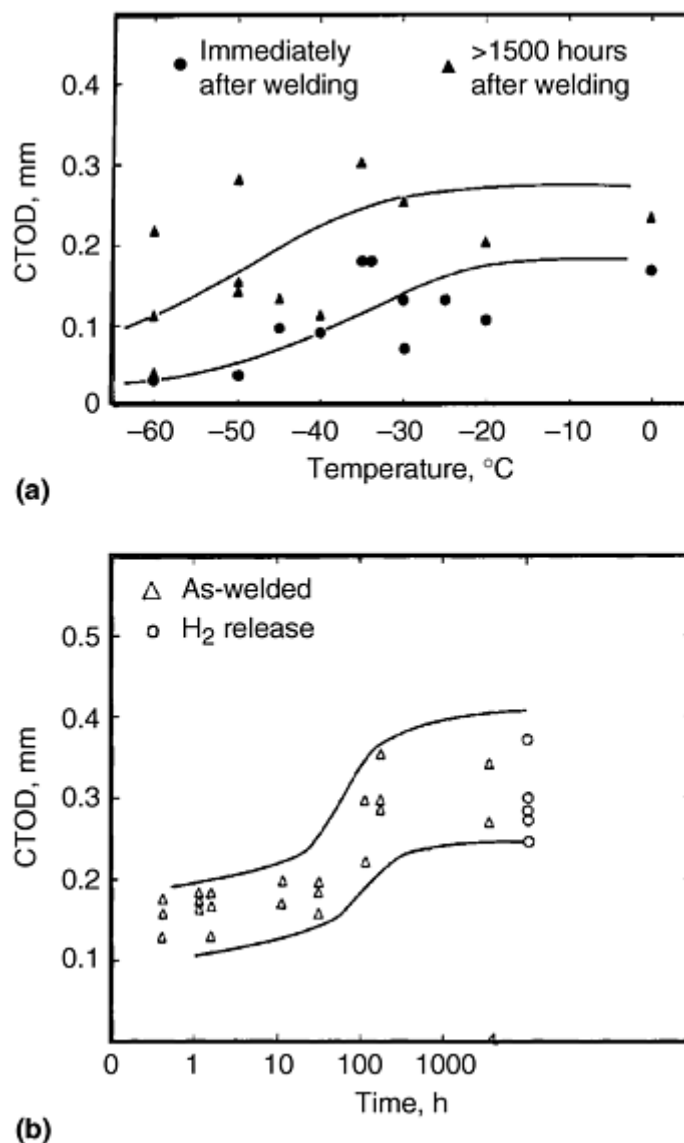 ● Immediately after welding
▲ >1500 hours after welding
CTOD, mm
0.4
0.3
0.2
0.1
0
–60 –50 –40 –30 –20 –10 0
Temperature, °C
(a)
△ As-welded
○ H₂ release
CTOD, mm
0.5
0.4
0.3
0.2
0.1
0 1 10 100 1000
Time, h
(b)